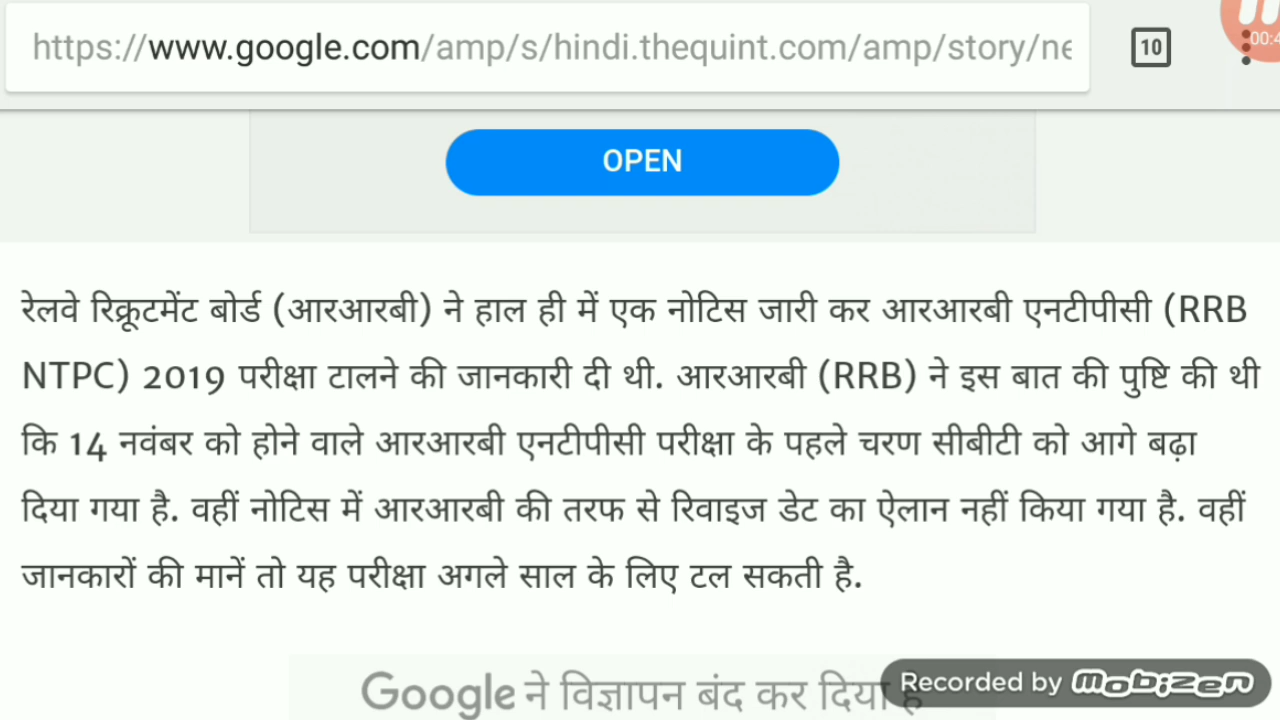 https://www.google.com/amp/s/hindi.thequint.com/amp/story/ne
10
00:4
OPEN
रेलवे रिक्रूटमेंट बोर्ड (आरआरबी) ने हाल ही में एक नोटिस जारी कर आरआरबी एनटीपीसी (RRB
NTPC) 2019 परीक्षा टालने की जानकारी दी थी. आरआरबी (RRB) ने इस बात की पुष्टि की थी
कि 14 नवंबर को होने वाले आरआरबी एनटीपीसी परीक्षा के पहले चरण सीबीटी को आगे बढ़ा
दिया गया है. वहीं नोटिस में आरआरबी की तरफ से रिवाइज डेट का ऐलान नहीं किया गया है. वहीं
जानकारों की मानें तो यह परीक्षा अगले साल के लिए टल सकती है.
Google ने विज्ञापन बंद कर दिया है
Recorded by Mobizen